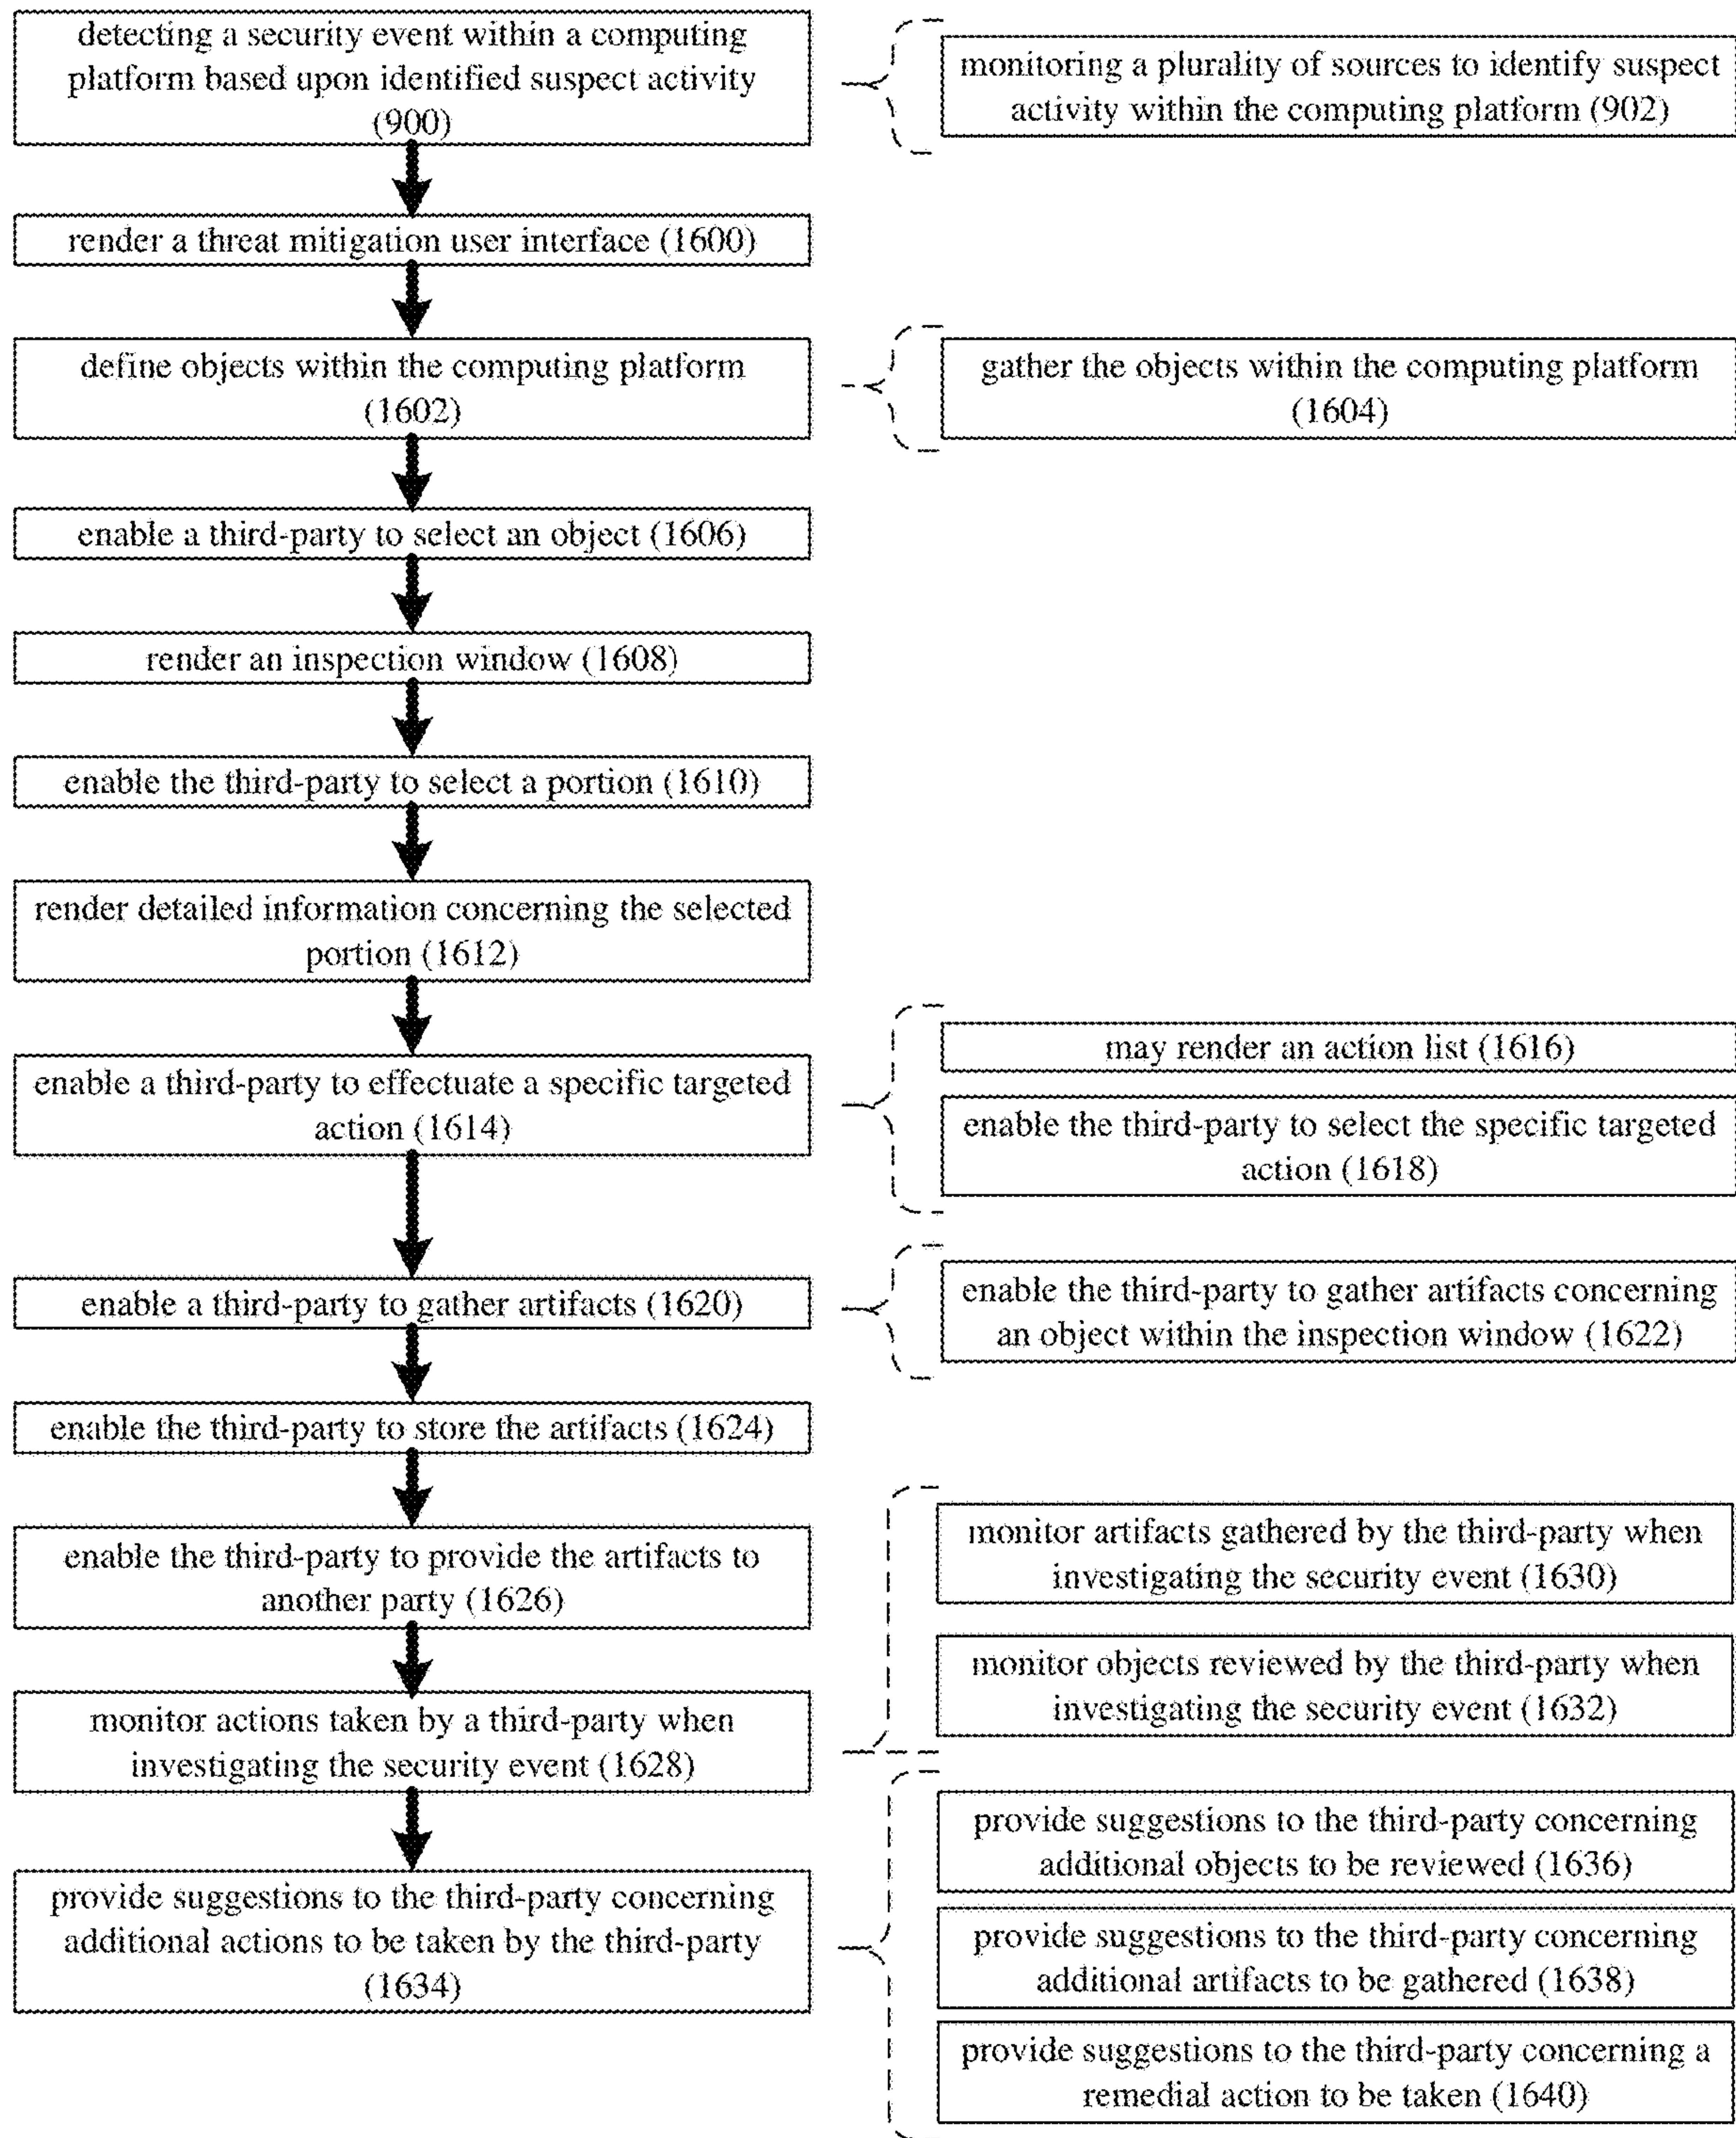 detecting a security event within a computing
platform based upon identified suspect activity
(900)
monitoring a plurality of sources to identify suspect
activity within the computing platform (902)
render a threat mitigation user interface (1600)
define objects within the computing platform
(1602)
gather the objects within the computing platform
(1604)
enable a third-party to select an object (1606)
render an inspection window (1608)
enable the third-party to select a portion (1610)
render detailed information concerning the selected
portion (1612)
enable a third-party to effectuate a specific targeted
action (1614)
may render an action list (1616)
enable the third-party to select the specific targeted
action (1618)
enable a third-party to gather artifacts (1620)
enable the third-party to gather artifacts concerning
an object within the inspection window (1622)
enable the third-party to store the artifacts (1624)
enable the third-party to provide the artifacts to
another party (1626)
monitor actions taken by a third-party when
investigating the security event (1628)
monitor artifacts gathered by the third-party when
investigating the security event (1630)
monitor objects reviewed by the third-party when
investigating the security event (1632)
provide suggestions to the third-party concerning
additional actions to be taken by the third-party
(1634)
provide suggestions to the third-party concerning
additional objects to be reviewed (1636)
provide suggestions to the third-party concerning
additional artifacts to be gathered (1638)
provide suggestions to the third-party concerning a
remedial action to be taken (1640)